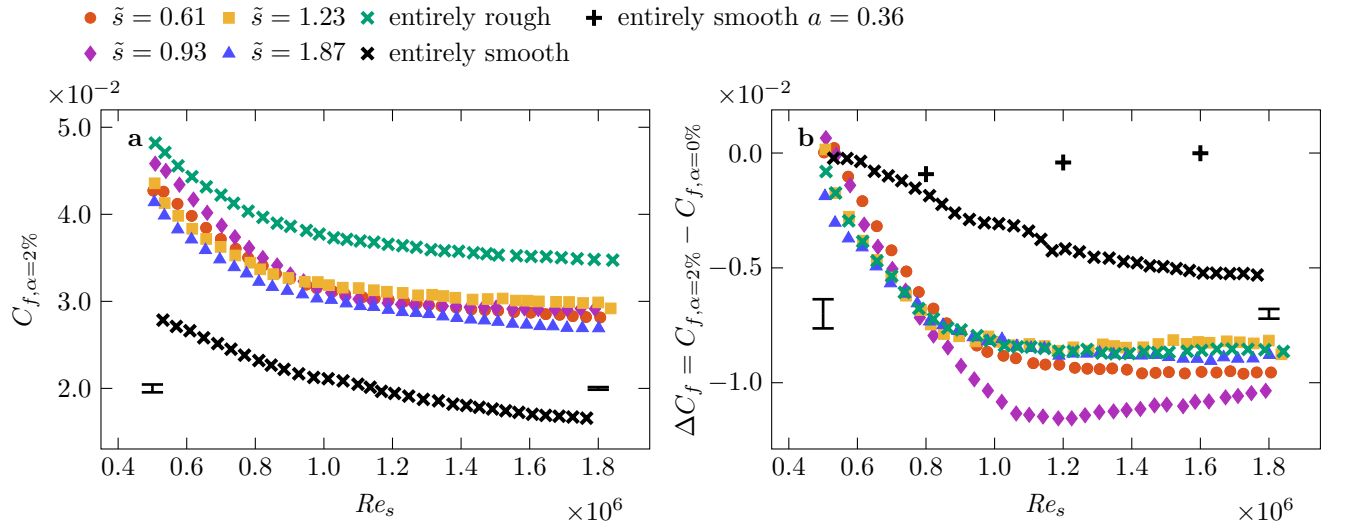 s̃ = 0.61 s̃ = 1.23 entirely rough entirely smooth a = 0.36
s̃ = 0.93 s̃ = 1.87 entirely smooth
×10⁻²
a
5.0
4.0
3.0
2.0
C_{f,α=2%}
0.4 0.6 0.8 1.0 1.2 1.4 1.6 1.8
Re_s
×10⁶
×10⁻²
b
0.0
−0.5
−1.0
ΔC_f = C_{f,α=2%} − C_{f,α=0%}
0.4 0.6 0.8 1.0 1.2 1.4 1.6 1.8
Re_s
×10⁶